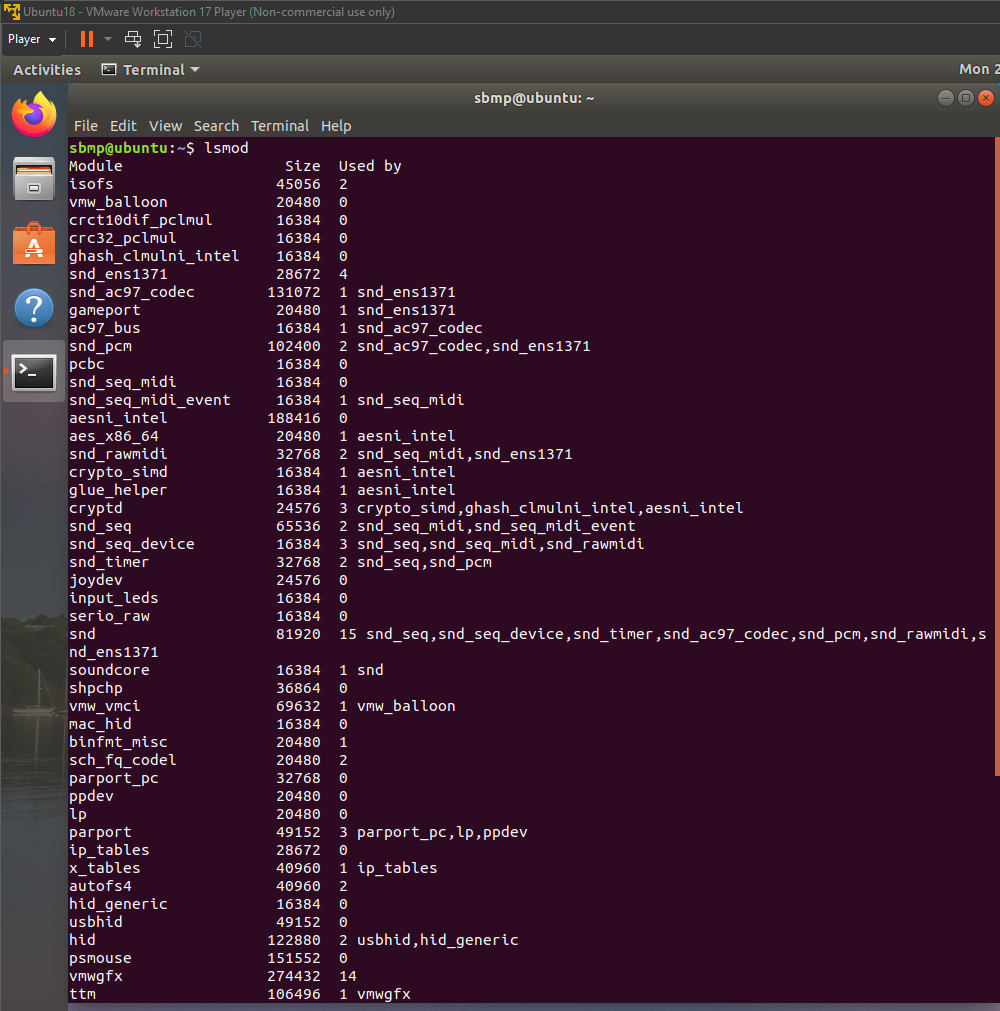 Ubuntu18 - VMware Workstation 17 Player (Non-commercial use only)
Player
Activities Terminal Mon 2
sbmp@ubuntu: ~
File Edit View Search Terminal Help
sbmp@ubuntu:~$ lsmod
Module                  Size  Used by
isofs                  45056  2
vmw_balloon            20480  0
crct10dif_pclmul       16384  0
crc32_pclmul           16384  0
ghash_clmulni_intel    16384  0
snd_ens1371            28672  4
snd_ac97_codec        131072  1 snd_ens1371
gameport               20480  1 snd_ens1371
ac97_bus               16384  1 snd_ac97_codec
snd_pcm               102400  2 snd_ac97_codec,snd_ens1371
pcbc                   16384  0
snd_seq_midi           16384  0
snd_seq_midi_event     16384  1 snd_seq_midi
aesni_intel           188416  0
aes_x86_64             20480  1 aesni_intel
snd_rawmidi            32768  2 snd_seq_midi,snd_ens1371
crypto_simd            16384  1 aesni_intel
glue_helper            16384  1 aesni_intel
cryptd                 24576  3 crypto_simd,ghash_clmulni_intel,aesni_intel
snd_seq                65536  2 snd_seq_midi,snd_seq_midi_event
snd_seq_device         16384  3 snd_seq,snd_seq_midi,snd_rawmidi
snd_timer              32768  2 snd_seq,snd_pcm
joydev                 24576  0
input_leds             16384  0
serio_raw              16384  0
snd                    81920  15 snd_seq,snd_seq_device,snd_timer,snd_ac97_codec,snd_pcm,snd_rawmidi,s
nd_ens1371
soundcore              16384  1 snd
shpchp                 36864  0
vmw_vmci               69632  1 vmw_balloon
mac_hid                16384  0
binfmt_misc            20480  1
sch_fq_codel           20480  2
parport_pc             32768  0
ppdev                  20480  0
lp                     20480  0
parport                49152  3 parport_pc,lp,ppdev
ip_tables              28672  0
x_tables               40960  1 ip_tables
autofs4                40960  2
hid_generic            16384  0
usbhid                 49152  0
hid                   122880  2 usbhid,hid_generic
psmouse               151552  0
vmwgfx                274432  14
ttm                   106496  1 vmwgfx